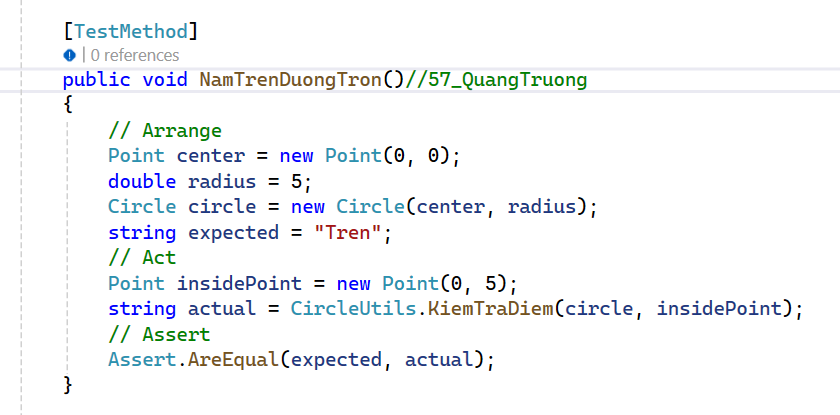 [TestMethod]
| 0 references
public void NamTrenDuongTron()//57_QuangTruong
{
// Arrange
Point center = new Point(0, 0);
double radius = 5;
Circle circle = new Circle(center, radius);
string expected = "Tren";
// Act
Point insidePoint = new Point(0, 5);
string actual = CircleUtils.KiemTraDiem(circle, insidePoint);
// Assert
Assert.AreEqual(expected, actual);
}